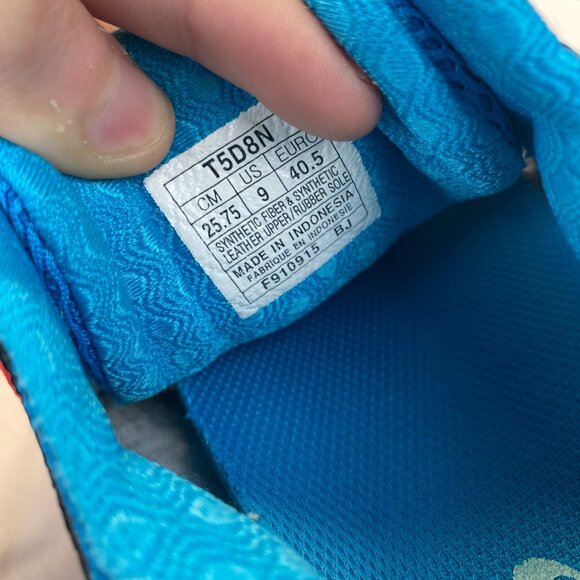 T5D8N
CM US EURO
25.75 9 40.5
SYNTHETIC FIBER & SYNTHETIC
LEATHER UPPER/RUBBER SOLE
MADE IN INDONESIA
FABRIQUE EN INDONESIE
F910915 BJ